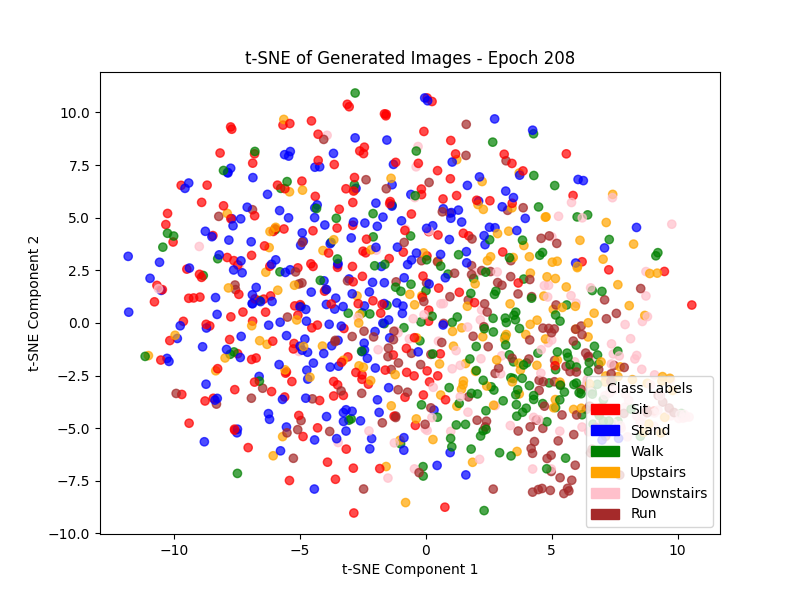 t-SNE of Generated Images - Epoch 208
t-SNE Component 2
10.0
7.5
5.0
2.5
0.0
−2.5
−5.0
−7.5
−10.0
Class Labels
Sit
Stand
Walk
Upstairs
Downstairs
Run
−10
−5
0
5
10
t-SNE Component 1